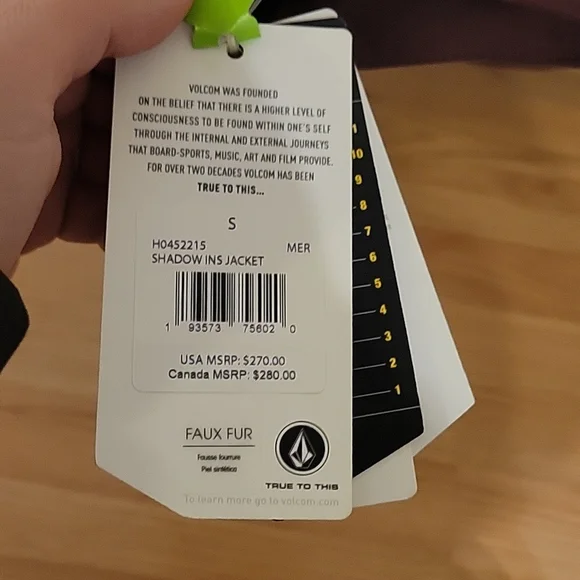 VOLCOM WAS FOUNDED
ON THE BELIEF THAT THERE IS A HIGHER LEVEL OF
CONSCIOUSNESS TO BE FOUND WITHIN ONE'S SELF
THROUGH THE INTERNAL AND EXTERNAL JOURNEYS
THAT BOARD-SPORTS, MUSIC, ART AND FILM PROVIDE.
FOR OVER TWO DECADES VOLCOM HAS BEEN
TRUE TO THIS...
S
H0452215 MER
SHADOW INS JACKET
1 93573 75602 0
USA MSRP: $270.00
Canada MSRP: $280.00
FAUX FUR
Fausse fourrure
Piel sintética
TRUE TO THIS
To learn more go to volcom.com
1
10
9
8
7
6
5
4
3
2
1